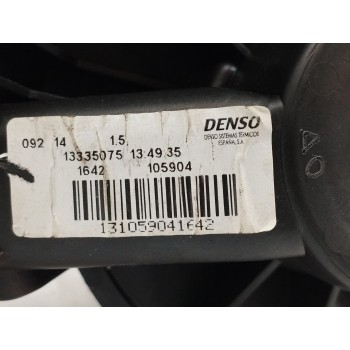 DENSO
DENSO SISTEMAS TERMICOS
ESPAÑA, S.A.
092 14 1.5
13335075 13:49:35
1642 105904
131059041642